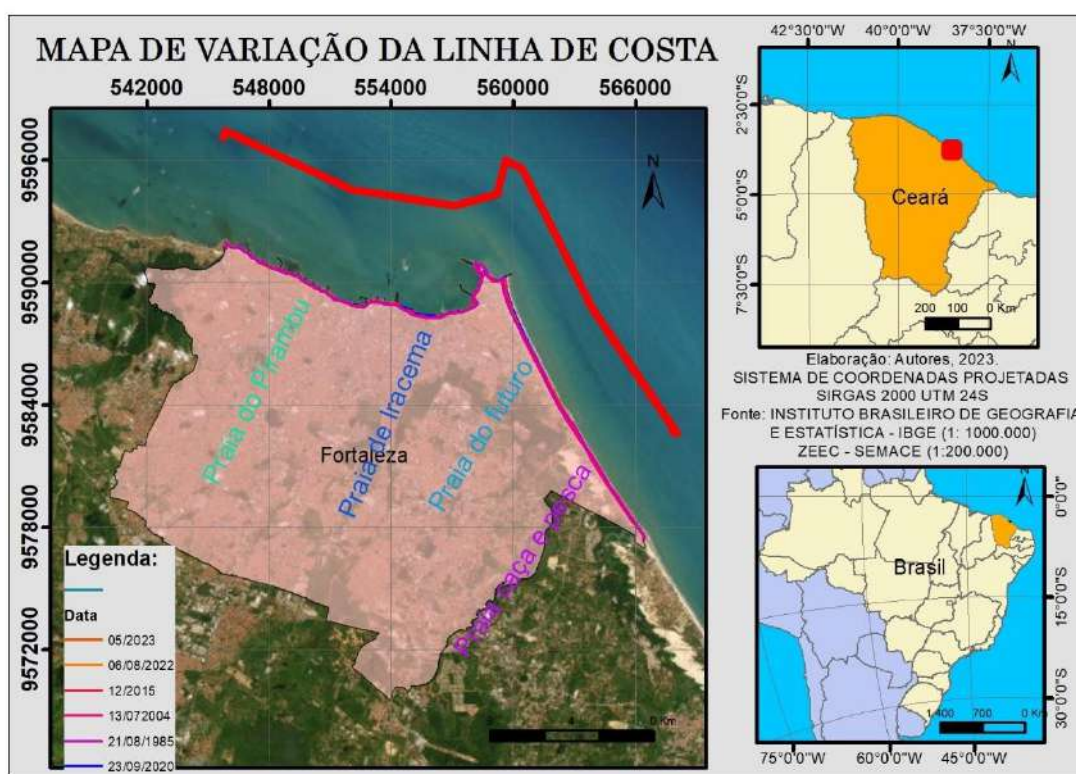 MAPA DE VARIAÇÃO DA LINHA DE COSTA
542000 548000 554000 560000 566000
9596000
9590000
9584000
9578000
9572000
N
Praia do Pirambu
Praia de Iracema
Praia do futuro
Fortaleza
Legenda:
Data
05/2023
06/08/2022
12/2015
13/072004
21/08/1985
23/09/2020
4 0 Km
42°30'0"W 40°0'0"W 37°30'0"W
N
2°30'0"S
5°0'0"S
7°30'0"S
Ceará
200 100 0 Km
Elaboração: Autores, 2023.
SISTEMA DE COORDENADAS PROJETADAS
SIRGAS 2000 UTM 24S
Fonte: INSTITUTO BRASILEIRO DE GEOGRAFIA
E ESTATÍSTICA - IBGE (1: 1000.000)
ZEEC - SEMACE (1:200.000)
0°0'0"
15°0'0"S
30°0'0"S
Brasil
1.400 700 0 Km
75°0'0"W 60°0'0"W 45°0'0"W